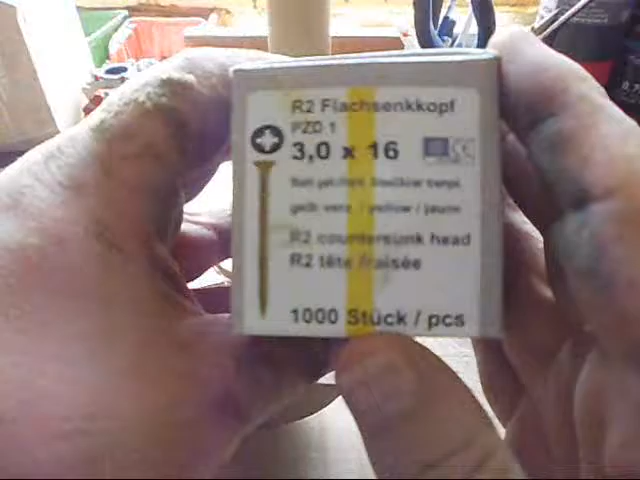 R2 Flachsenkkopf
PZD 1
3,0 x 16
CE
gelb verz. / yellow / jaune
R2 countersunk head
R2 tête fraisée
1000 Stück / pcs